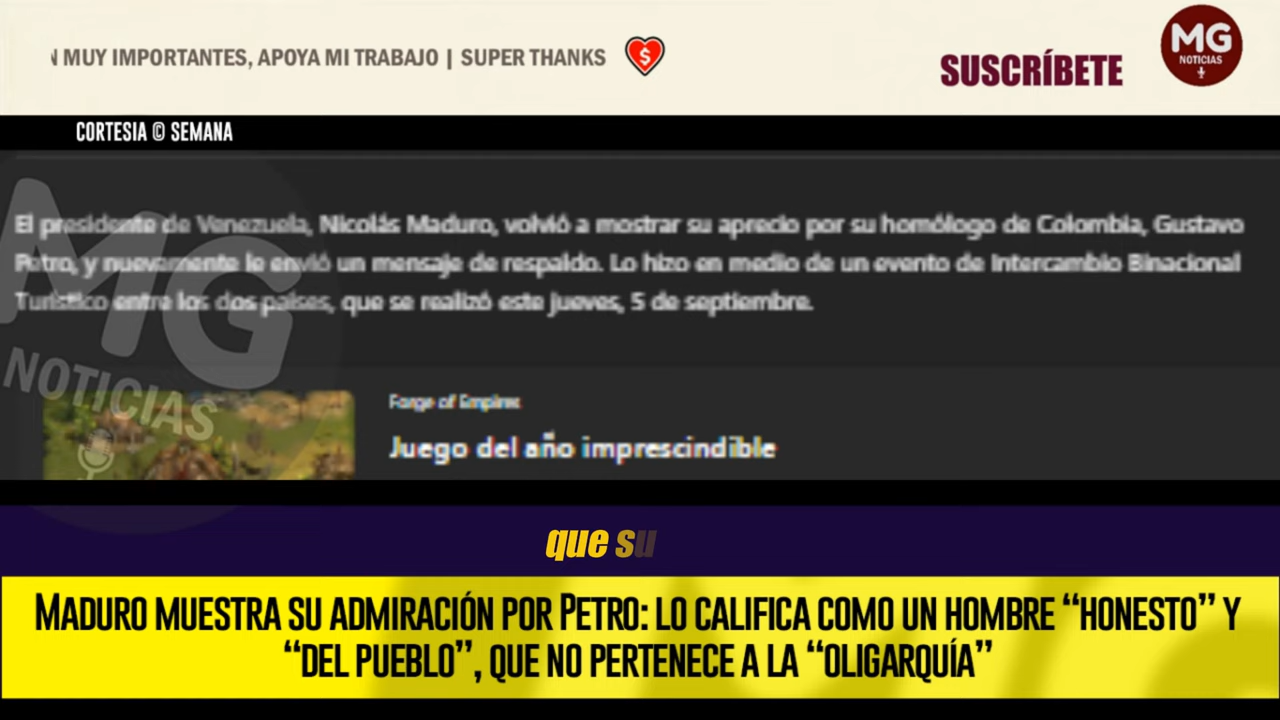 MUY IMPORTANTES, APOYA MI TRABAJO | SUPER THANKS
SUSCRÍBETE
MG
NOTICIAS
CORTESIA © SEMANA
El presidente de Venezuela, Nicolás Maduro, volvió a mostrar su aprecio por su homólogo de Colombia, Gustavo
Petro, y nuevamente le envió un mensaje de respaldo. Lo hizo en medio de un evento de Intercambio Binacional
Turístico entre los dos países, que se realizó este jueves, 5 de septiembre.
MG
NOTICIAS
Forge of Empires
Juego del año imprescindible
que su
MADURO MUESTRA SU ADMIRACIÓN POR PETRO: LO CALIFICA COMO UN HOMBRE “HONESTO” Y
“DEL PUEBLO”, QUE NO PERTENECE A LA “OLIGARQUÍA”